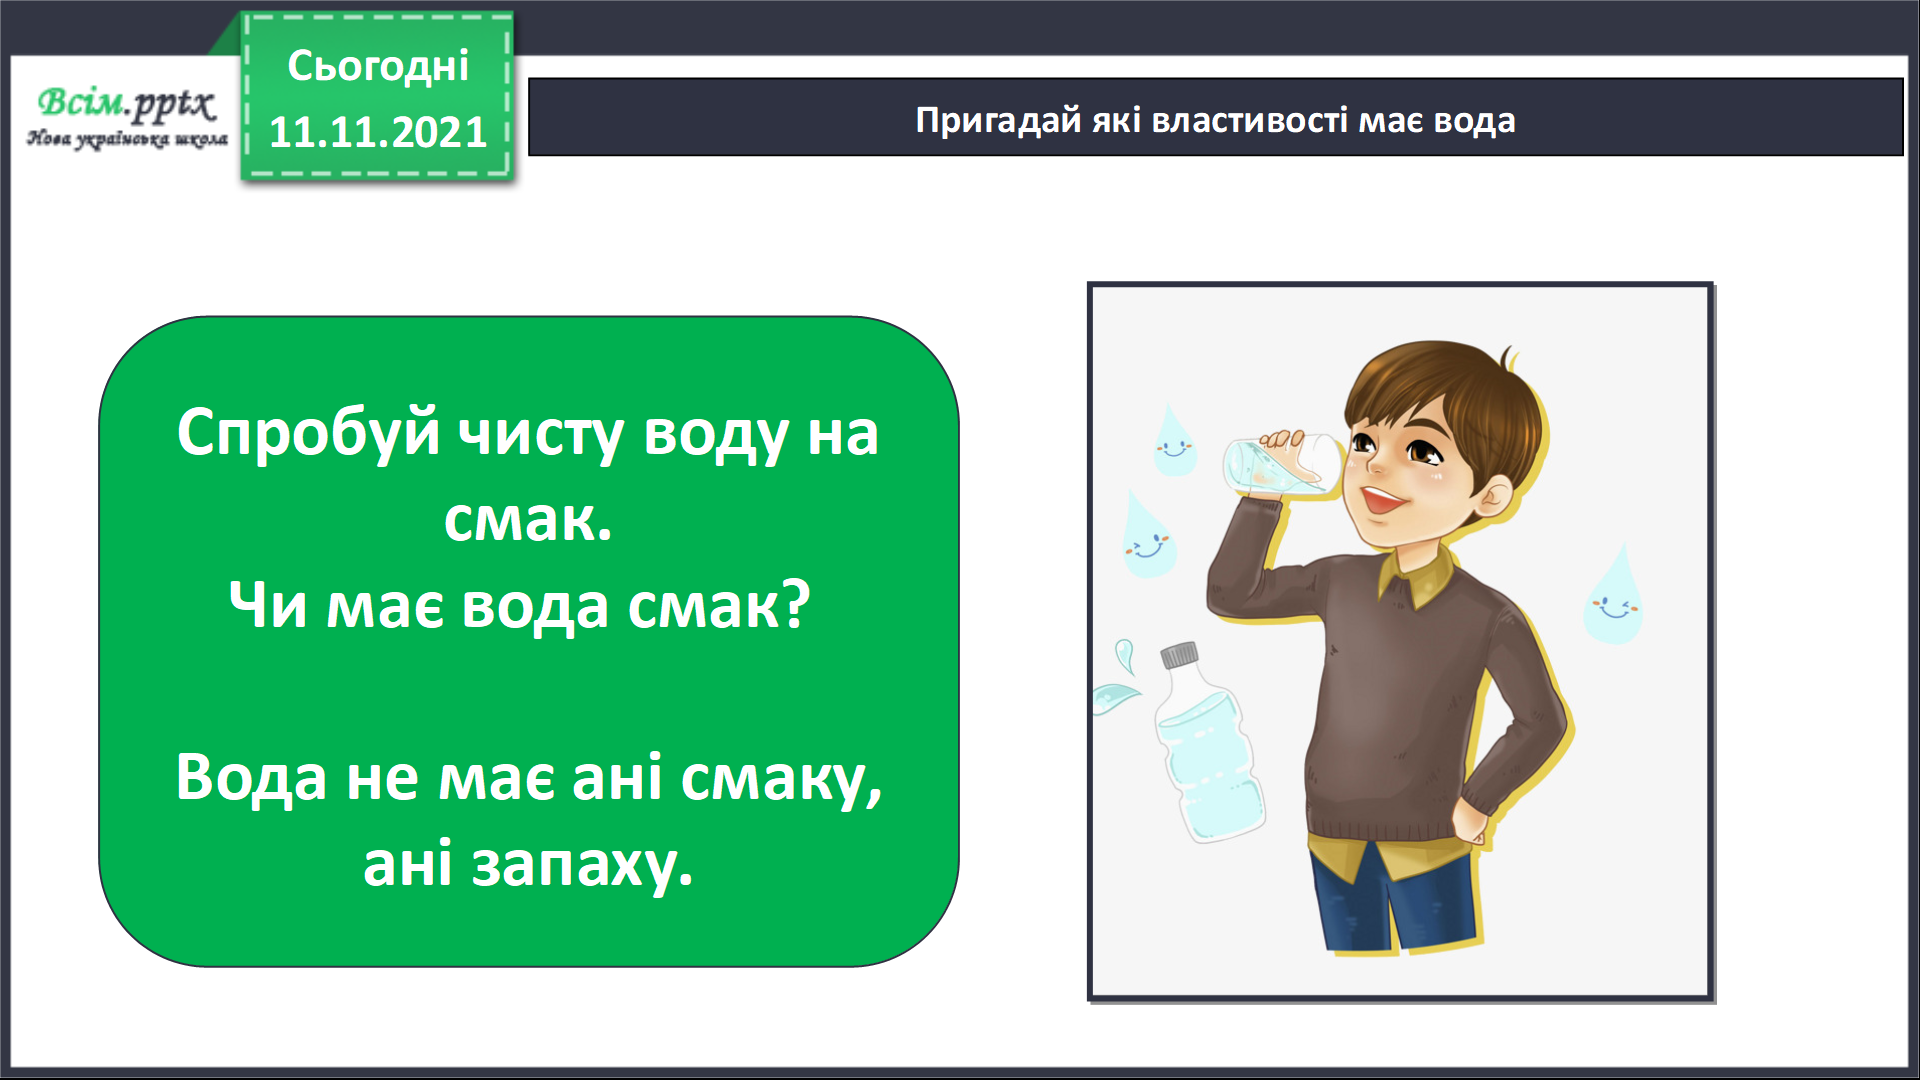 Всім.pptx
Нова українська школа
Сьогодні
11.11.2021
Пригадай які властивості має вода
Спробуй чисту воду на
смак.
Чи має вода смак?
Вода не має ані смаку,
ані запаху.